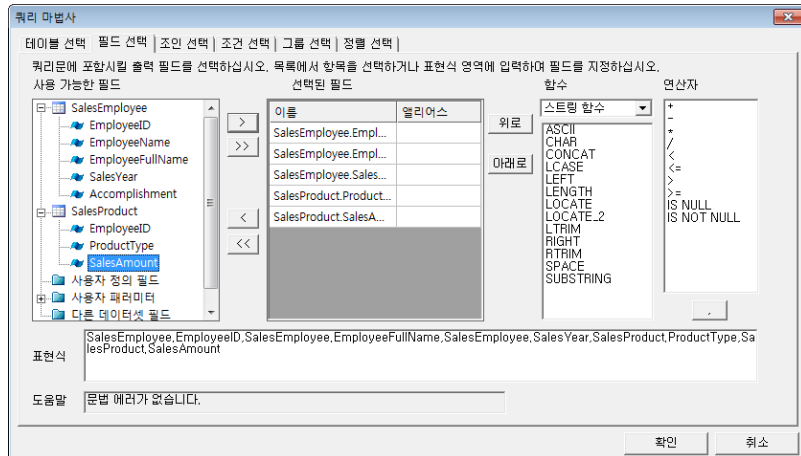 쿼리 마법사
테이블 선택 필드 선택 조인 선택 조건 선택 그룹 선택 정렬 선택
쿼리문에 포함시킬 출력 필드를 선택하십시오. 목록에서 항목을 선택하거나 표현식 영역에 입력하여 필드를 지정하십시오.
사용 가능한 필드
SalesEmployee
EmployeeID
EmployeeName
EmployeeFullName
SalesYear
Accomplishment
SalesProduct
EmployeeID
ProductType
SalesAmount
사용자 정의 필드
사용자 패러미터
다른 데이터셋 필드
>
>>
<
<<
선택된 필드
이름 앨리어스
SalesEmployee.Empl...
SalesEmployee.Empl...
SalesEmployee.Sales...
SalesProduct.Product...
SalesProduct.SalesA...
위로
아래로
함수
스트링 함수
ASCII
CHAR
CONCAT
LCASE
LEFT
LENGTH
LOCATE
LOCATE_2
LTRIM
RIGHT
RTRIM
SPACE
SUBSTRING
연산자
+
-
*
/
<
<=
>
>=
IS NULL
IS NOT NULL
,
표현식
SalesEmployee.EmployeeID,SalesEmployee.EmployeeFullName,SalesEmployee.SalesYear,SalesProduct.ProductType,Sa
lesProduct.SalesAmount
도움말 문법 에러가 없습니다.
확인 취소